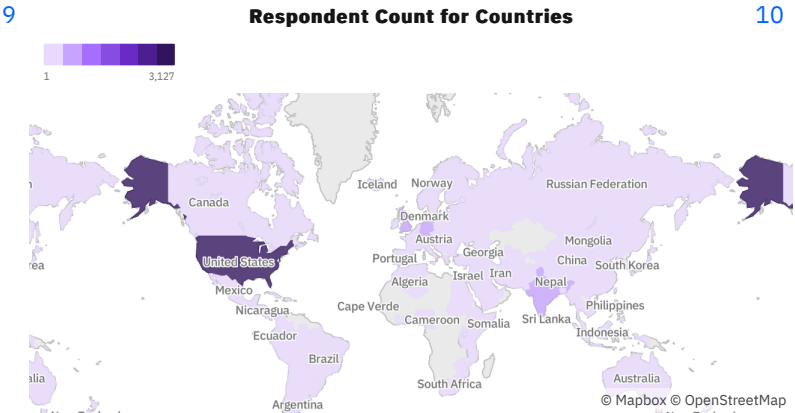 9
Respondent Count for Countries
10
1
3,127
Iceland
Norway
Russian Federation
Canada
Denmark
Austria
Georgia
Mongolia
Portugal
China
South Korea
rea
United States
Algeria
Israel
Iran
Nepal
Mexico
Cape Verde
Nicaragua
Cameroon
Somalia
Sri Lanka
Philippines
Ecuador
Indonesia
Brazil
alia
South Africa
Australia
Argentina
© Mapbox © OpenStreetMap